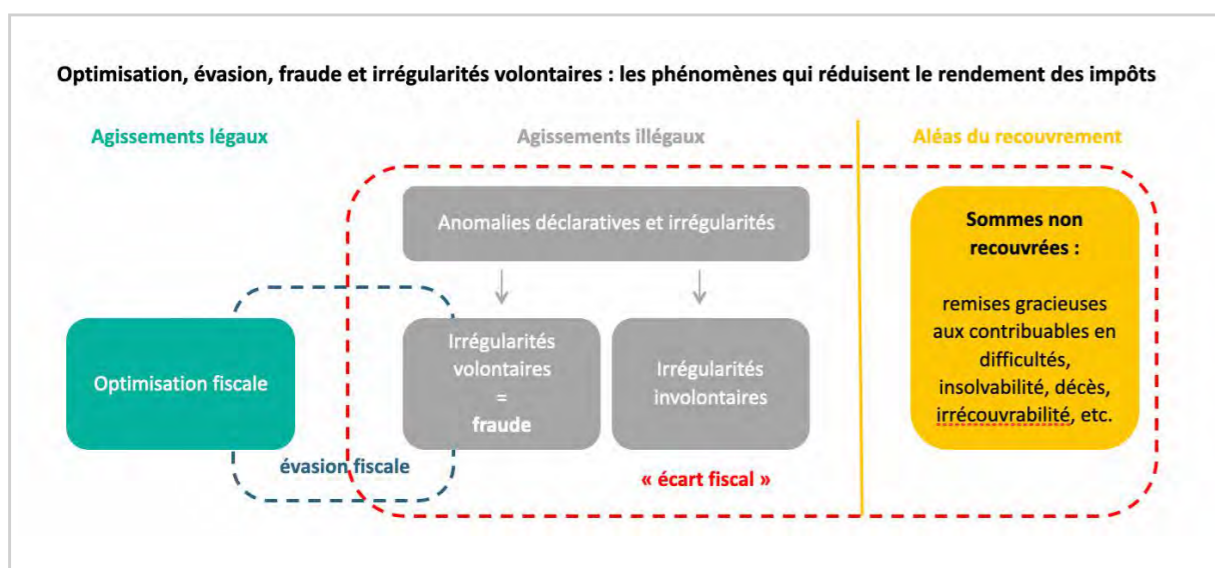 Optimisation, évasion, fraude et irrégularités volontaires : les phénomènes qui réduisent le rendement des impôts
Agissements légaux
Agissements illégaux
Aléas du recouvrement
Anomalies déclaratives et irrégularités
Optimisation fiscale
Irrégularités
volontaires
=
fraude
Irrégularités
involontaires
Sommes non
recouvrées :
remises gracieuses
aux contribuables en
difficultés,
insolvabilité, décès,
irrécouvrabilité, etc.
évasion fiscale
« écart fiscal »